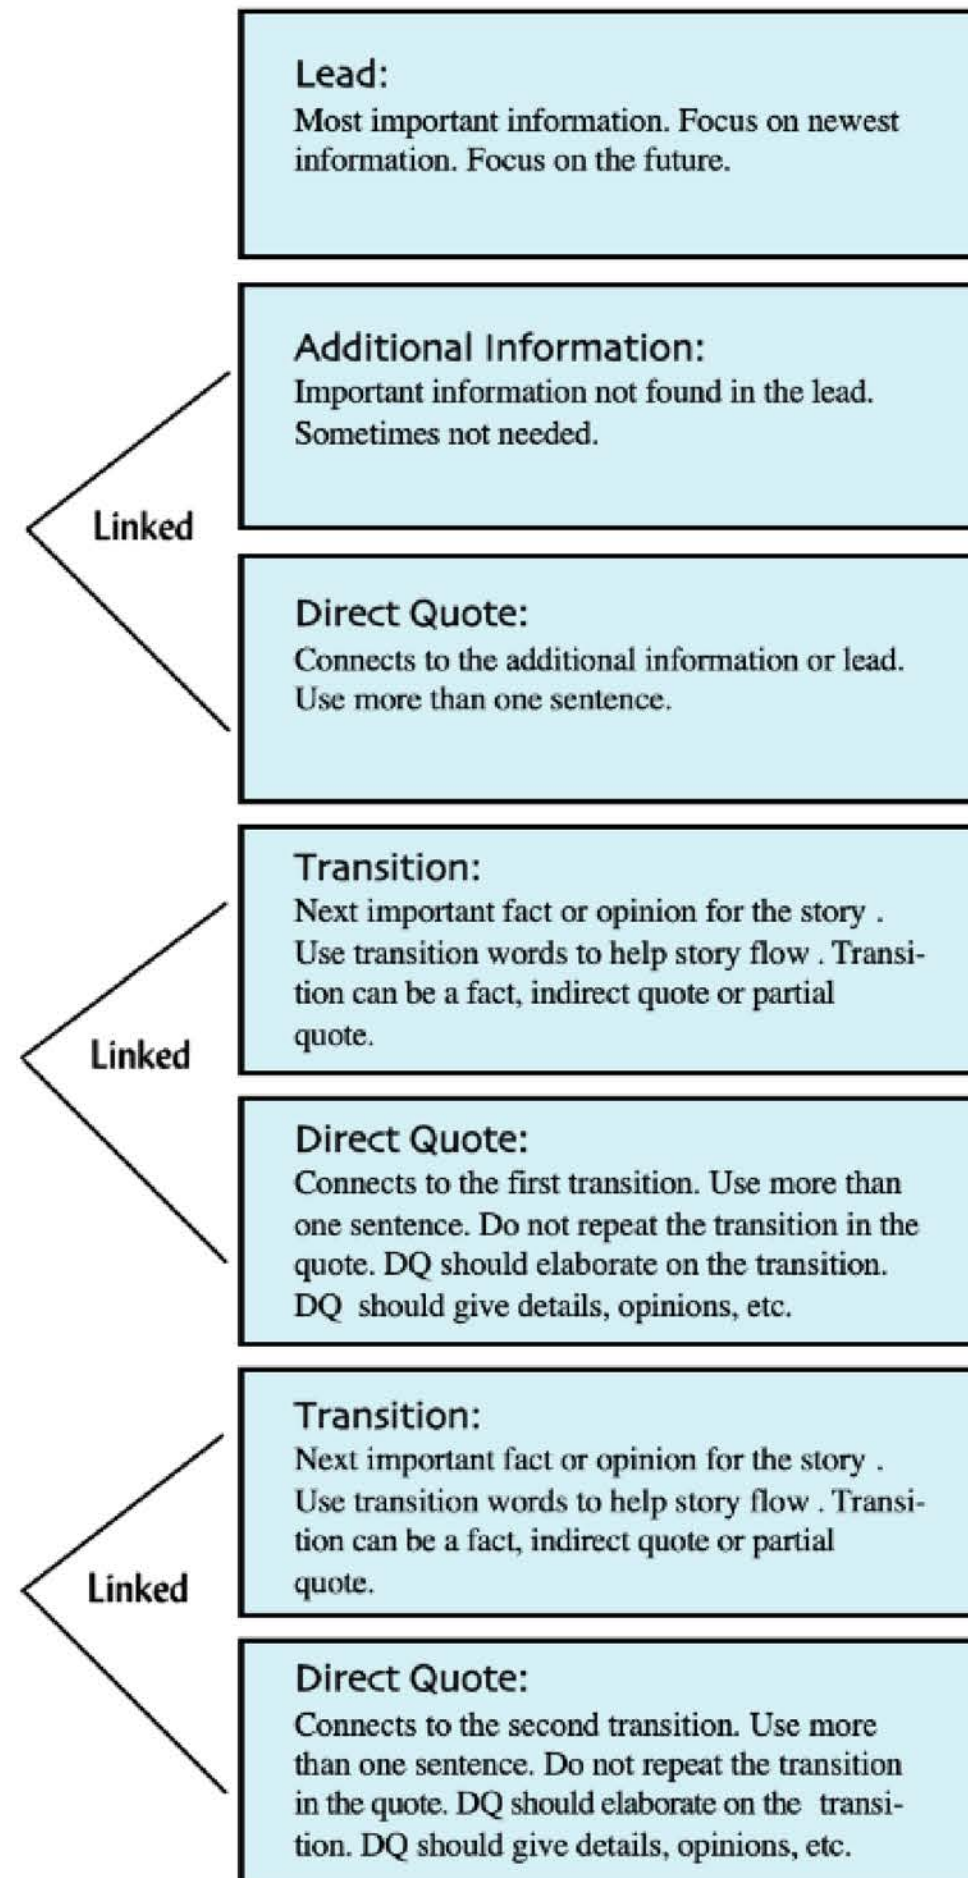 Lead:
Most important information. Focus on newest
information. Focus on the future.
Additional Information:
Important information not found in the lead.
Sometimes not needed.
Linked
Direct Quote:
Connects to the additional information or lead.
Use more than one sentence.
Transition:
Next important fact or opinion for the story .
Use transition words to help story flow . Transi-
tion can be a fact, indirect quote or partial
quote.
Linked
Direct Quote:
Connects to the first transition. Use more than
one sentence. Do not repeat the transition in the
quote. DQ should elaborate on the transition.
DQ should give details, opinions, etc.
Transition:
Next important fact or opinion for the story .
Use transition words to help story flow . Transi-
tion can be a fact, indirect quote or partial
quote.
Linked
Direct Quote:
Connects to the second transition. Use more
than one sentence. Do not repeat the transition
in the quote. DQ should elaborate on the transi-
tion. DQ should give details, opinions, etc.